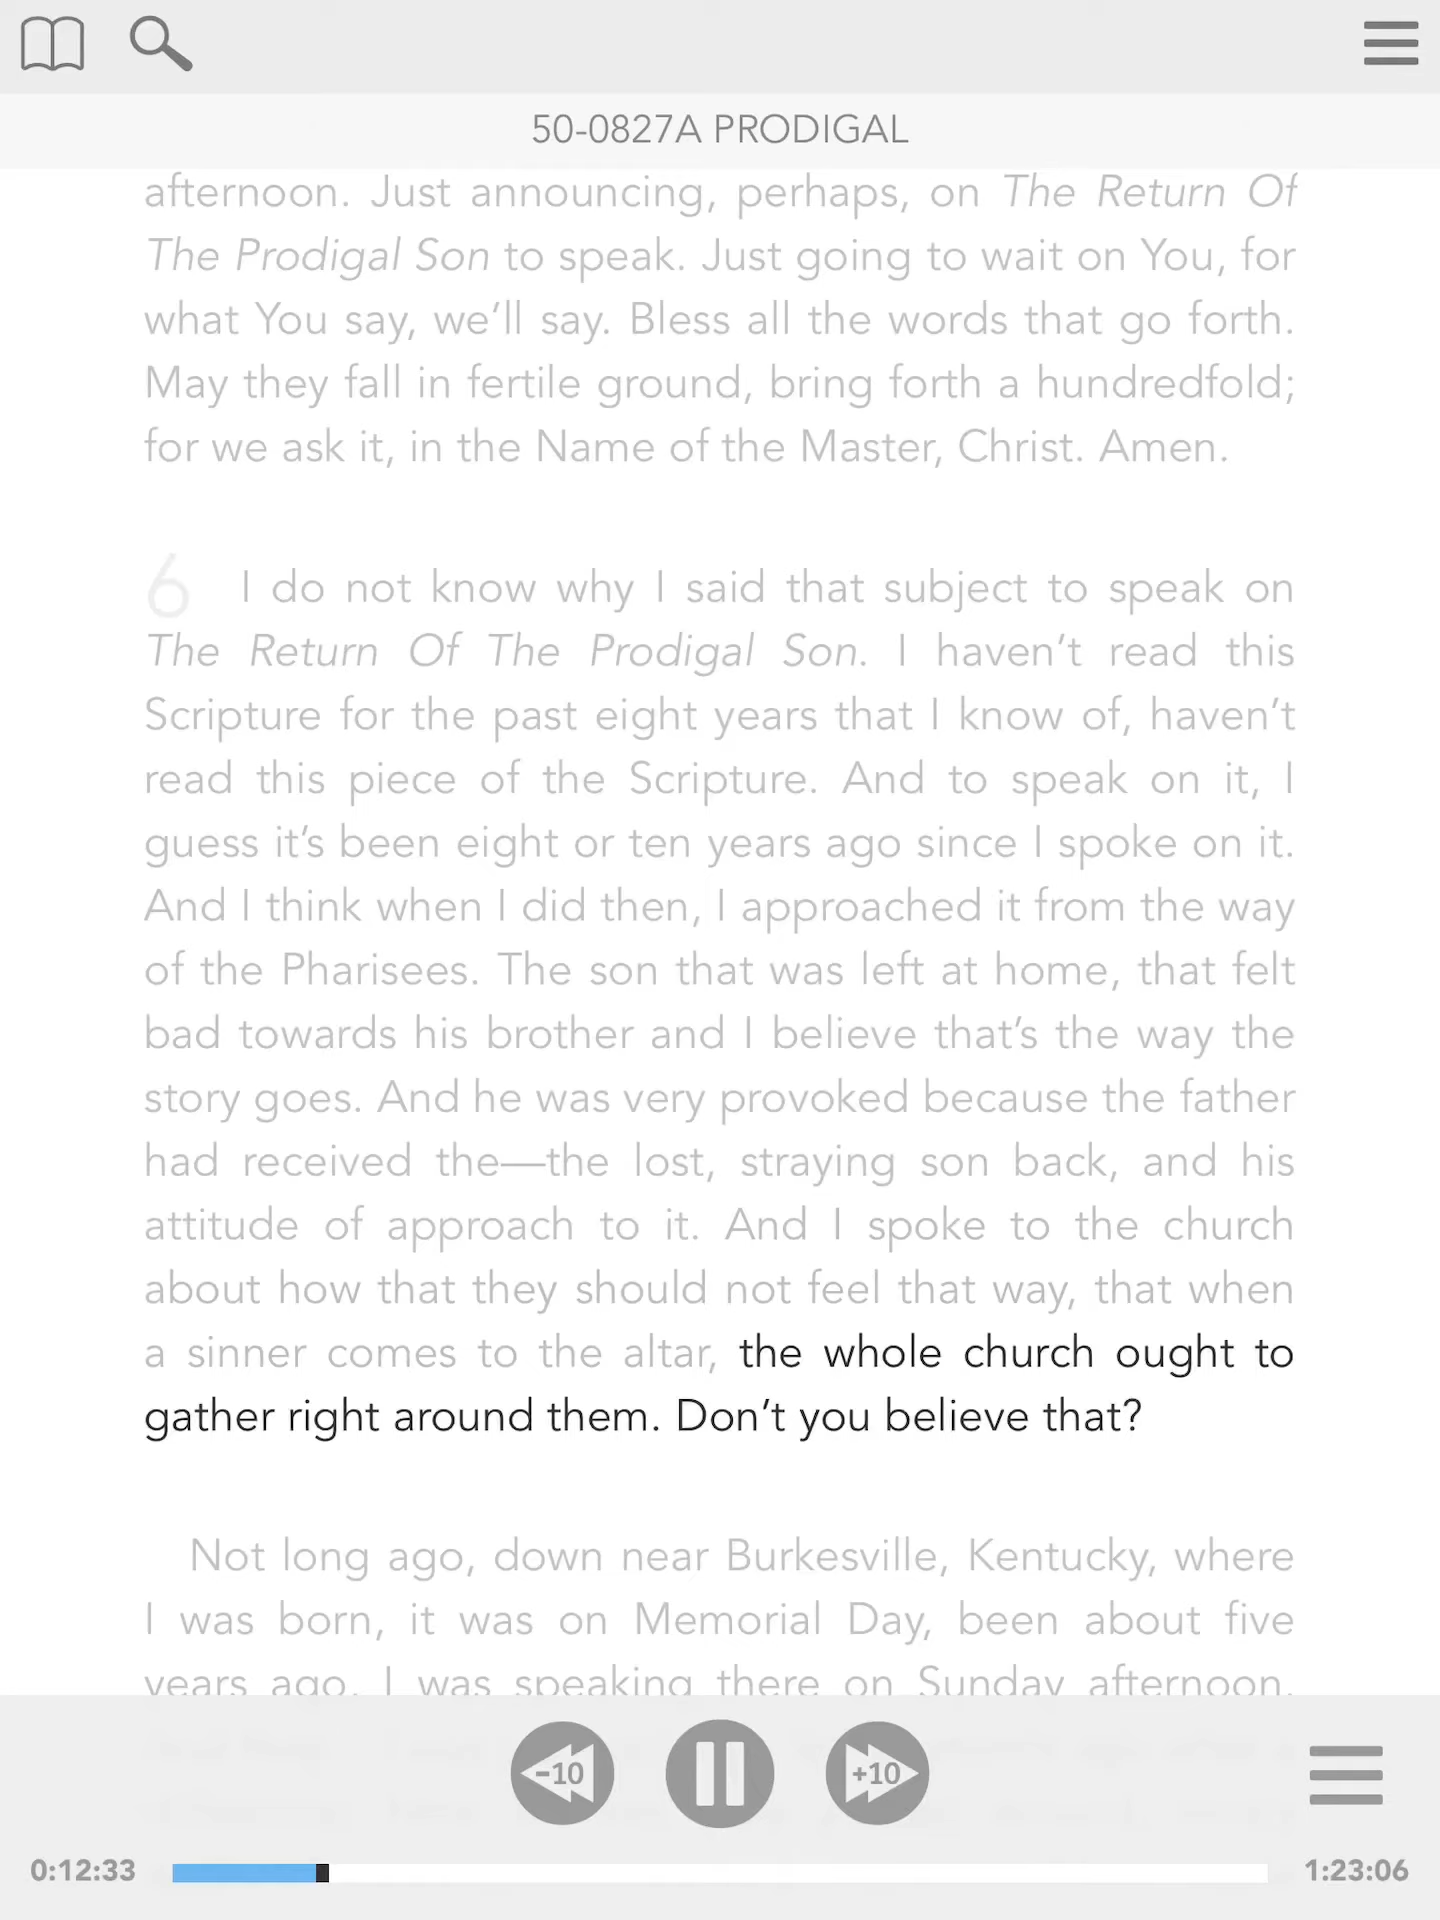 50-0827A PRODIGAL
afternoon. Just announcing, perhaps, on The Return Of
The Prodigal Son to speak. Just going to wait on You, for
what You say, we’ll say. Bless all the words that go forth.
May they fall in fertile ground, bring forth a hundredfold;
for we ask it, in the Name of the Master, Christ. Amen.
6 I do not know why I said that subject to speak on
The Return Of The Prodigal Son. I haven’t read this
Scripture for the past eight years that I know of, haven’t
read this piece of the Scripture. And to speak on it, I
guess it’s been eight or ten years ago since I spoke on it.
And I think when I did then, I approached it from the way
of the Pharisees. The son that was left at home, that felt
bad towards his brother and I believe that’s the way the
story goes. And he was very provoked because the father
had received the—the lost, straying son back, and his
attitude of approach to it. And I spoke to the church
about how that they should not feel that way, that when
a sinner comes to the altar, the whole church ought to
gather right around them. Don’t you believe that?
Not long ago, down near Burkesville, Kentucky, where
I was born, it was on Memorial Day, been about five
years ago, I was speaking there on Sunday afternoon.
-10 +10
0:12:33 1:23:06